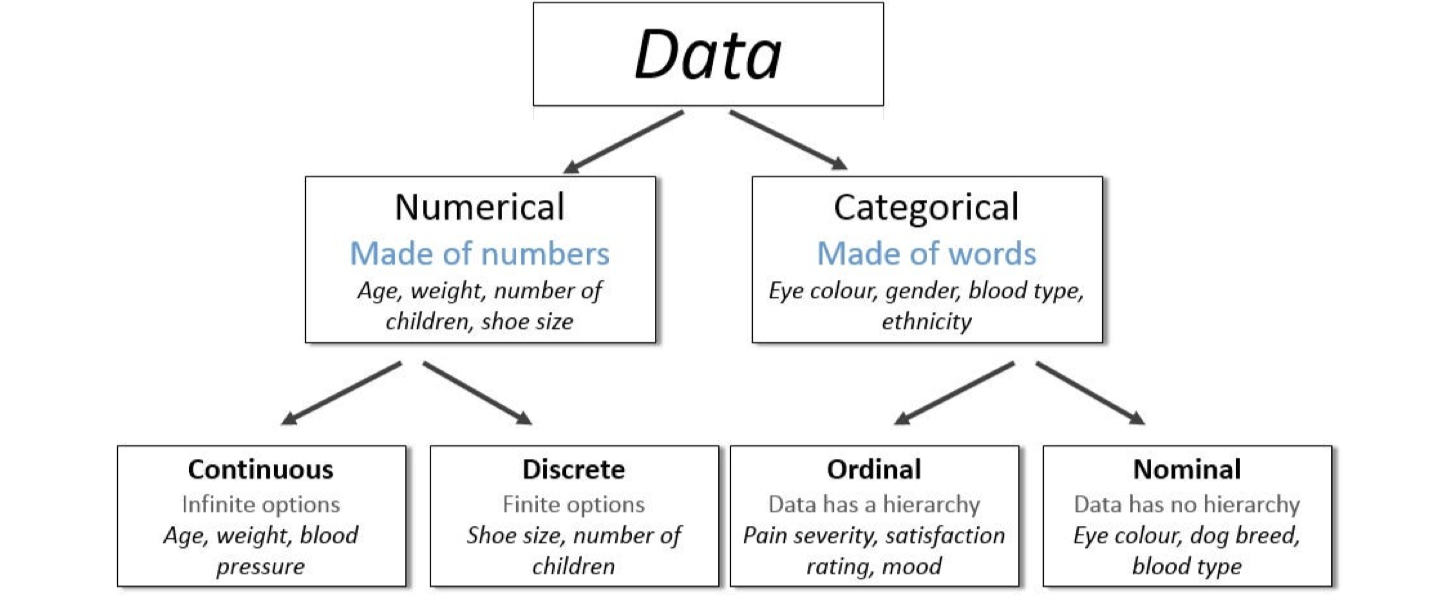 Data
Numerical
Made of numbers
Age, weight, number of
children, shoe size
Categorical
Made of words
Eye colour, gender, blood type,
ethnicity
Continuous
Infinite options
Age, weight, blood
pressure
Discrete
Finite options
Shoe size, number of
children
Ordinal
Data has a hierarchy
Pain severity, satisfaction
rating, mood
Nominal
Data has no hierarchy
Eye colour, dog breed,
blood type